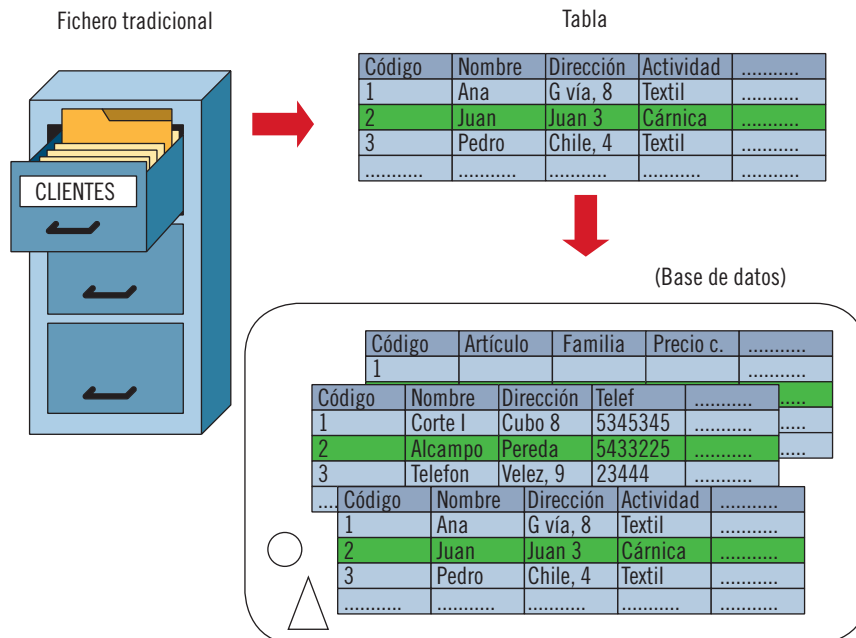 Fichero tradicional
Tabla
CLIENTES
Código Nombre Dirección Actividad ...........
1 Ana G vía, 8 Textil ...........
2 Juan Juan 3 Cárnica ...........
3 Pedro Chile, 4 Textil ...........
........... ........... ........... ........... ...........
(Base de datos)
Código Artículo Familia Precio c. ...........
1 ...........
Código Nombre Dirección Telef ...........
1 Corte I Cubo 8 5345345 ...........
2 Alcampo Pereda 5433225 ...........
3 Telefon Velez, 9 23444 ...........
Código Nombre Dirección Actividad ...........
1 Ana G vía, 8 Textil ...........
2 Juan Juan 3 Cárnica ...........
3 Pedro Chile, 4 Textil ...........
........... ........... ........... ........... ...........